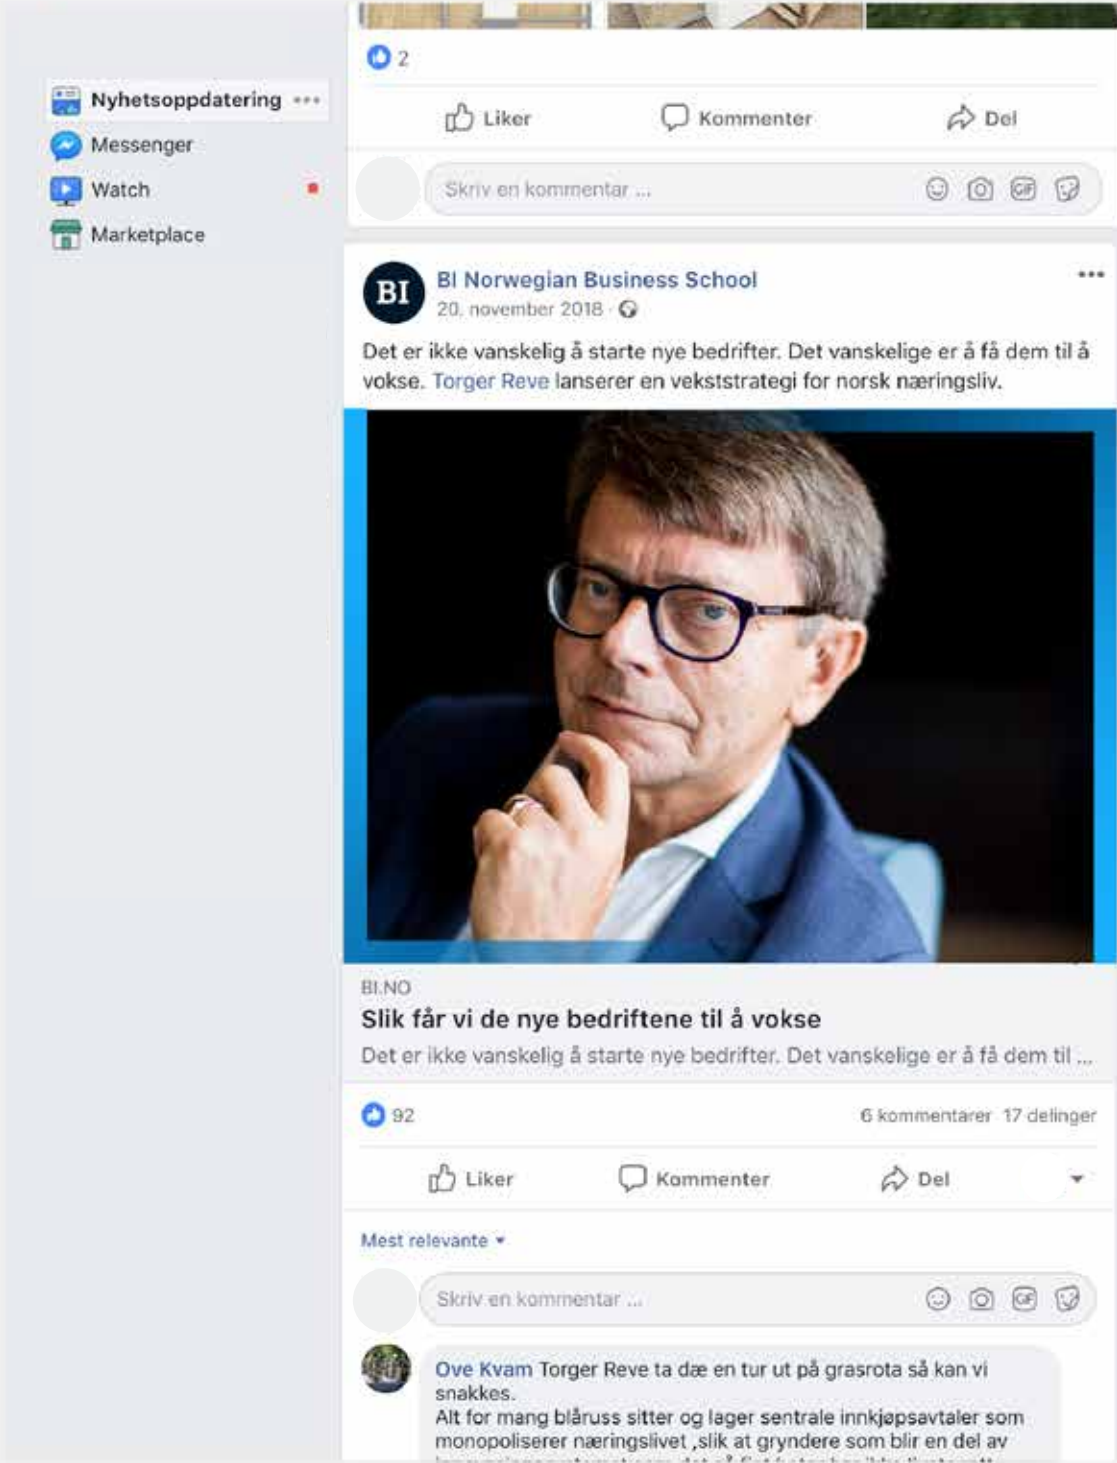 2
Liker
Kommenter
Del
Nyhetsoppdatering
Messenger
Watch
Marketplace
Skriv en kommentar ...
GIF
BI
BI Norwegian Business School
20. november 2018 ·
Det er ikke vanskelig å starte nye bedrifter. Det vanskelige er å få dem til å
vokse. Torger Reve lanserer en vekststrategi for norsk næringsliv.
BI.NO
Slik får vi de nye bedriftene til å vokse
Det er ikke vanskelig å starte nye bedrifter. Det vanskelige er å få dem til ...
92
6 kommentarer 17 delinger
Liker
Kommenter
Del
Mest relevante
Skriv en kommentar ...
GIF
Ove Kvam Torger Reve ta dæ en tur ut på grasrota så kan vi
snakkes.
Alt for mang blåruss sitter og lager sentrale innkjøpsavtaler som
monopoliserer næringslivet ,slik at gryndere som blir en del av